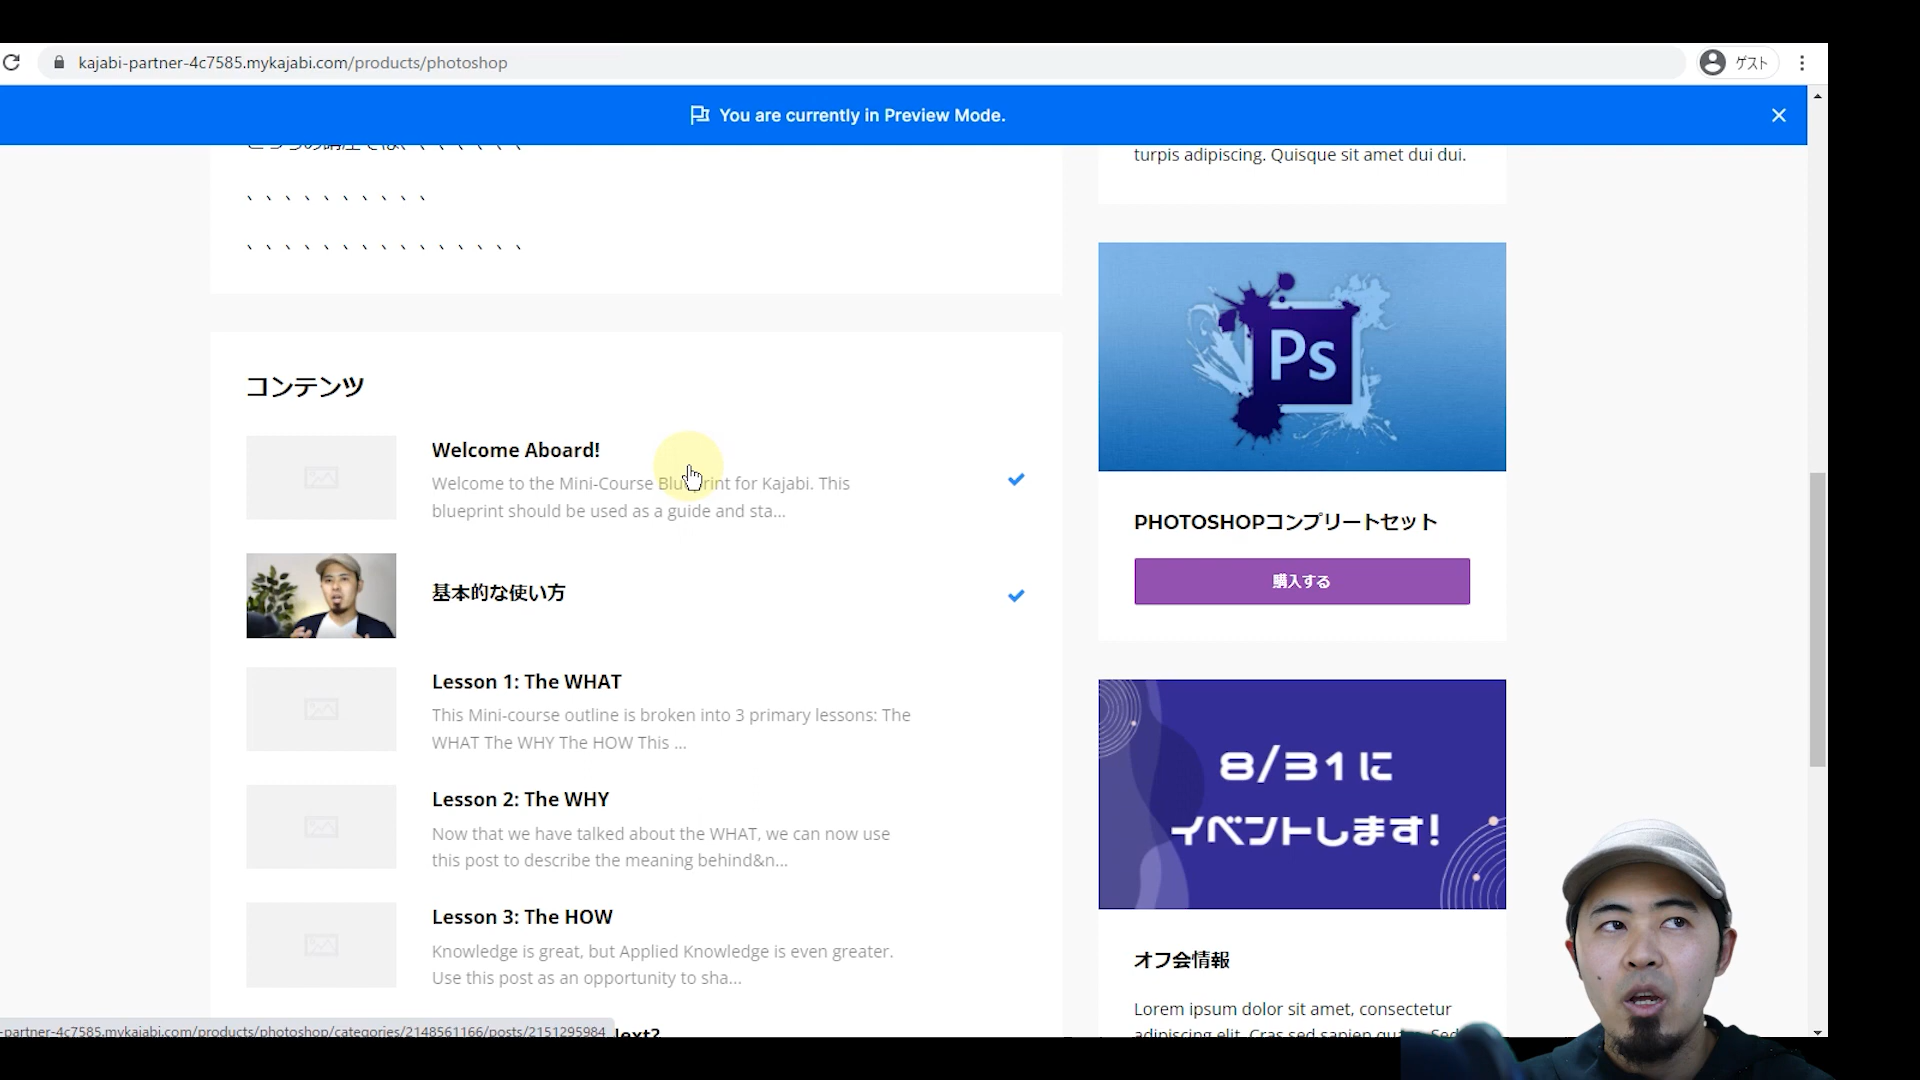 kajabi-partner-4c7585.mykajabi.com/products/photoshop
ゲスト
You are currently in Preview Mode.
、、、、、、、、、、
、、、、、、、、、、、、、、、
コンテンツ
Welcome Aboard!
Welcome to the Mini-Course Blueprint for Kajabi. This
blueprint should be used as a guide and sta...
基本的な使い方
Lesson 1: The WHAT
This Mini-course outline is broken into 3 primary lessons: The
WHAT The WHY The HOW This ...
Lesson 2: The WHY
Now that we have talked about the WHAT, we can now use
this post to describe the meaning behind&n...
Lesson 3: The HOW
Knowledge is great, but Applied Knowledge is even greater.
Use this post as an opportunity to sha...
-partner-4c7585.mykajabi.com/products/photoshop/categories/2148561166/posts/2151295984
turpis adipiscing. Quisque sit amet dui dui.
Ps
PHOTOSHOPコンプリートセット
購入する
8/31に
イベントします!
オフ会情報
Lorem ipsum dolor sit amet, consectetur
adipiscing elit. Cras sed sapien